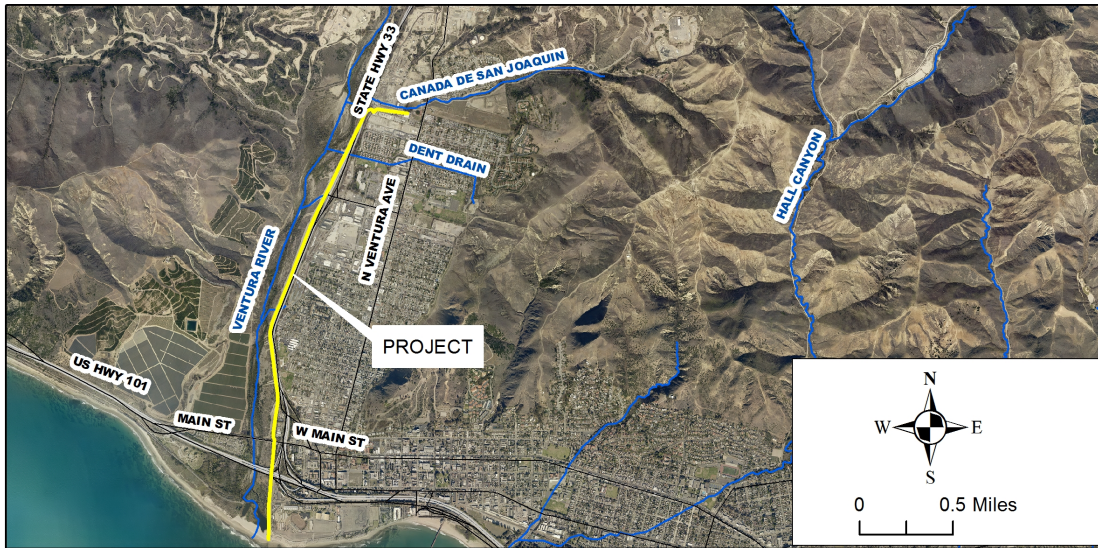 STATE HWY 33
CANADA DE SAN JOAQUIN
DENT DRAIN
HALL CANYON
N VENTURA AVE
VENTURA RIVER
PROJECT
US HWY 101
MAIN ST
W MAIN ST
N
W E
S
0 0.5 Miles